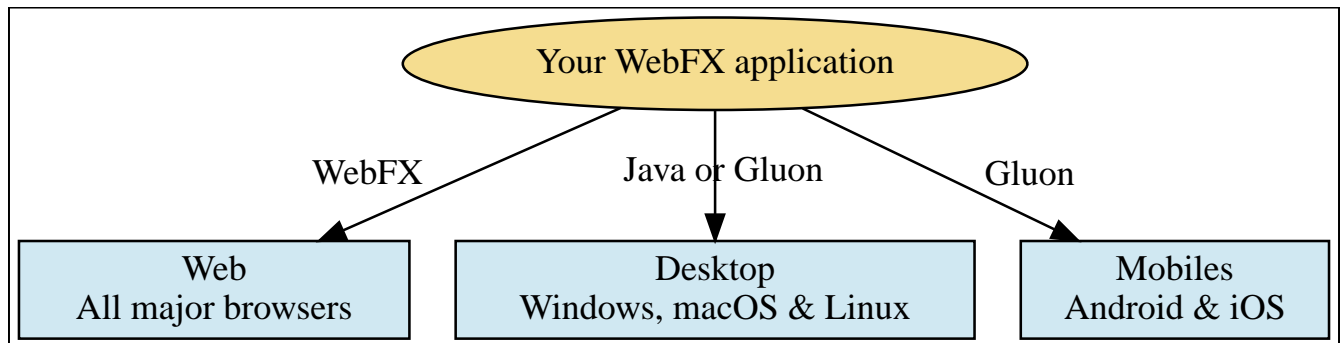 Your WebFX application
WebFX
Java or Gluon
Gluon
Web
All major browsers
Desktop
Windows, macOS & Linux
Mobiles
Android & iOS